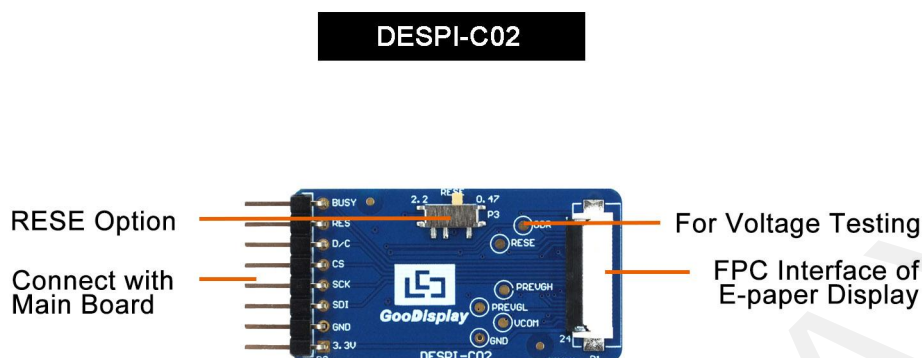 DESPI-C02
RESE Option
Connect with
Main Board
For Voltage Testing
FPC Interface of
E-paper Display
RESE
2.2
0.47
P3
BUSY
RES
D/C
CS
SCK
SDI
GND
3.3V
GDR
RESE
PREVGH
PREVGL
VCOM
GND
GooDisplay
DESPI-C02
1
24